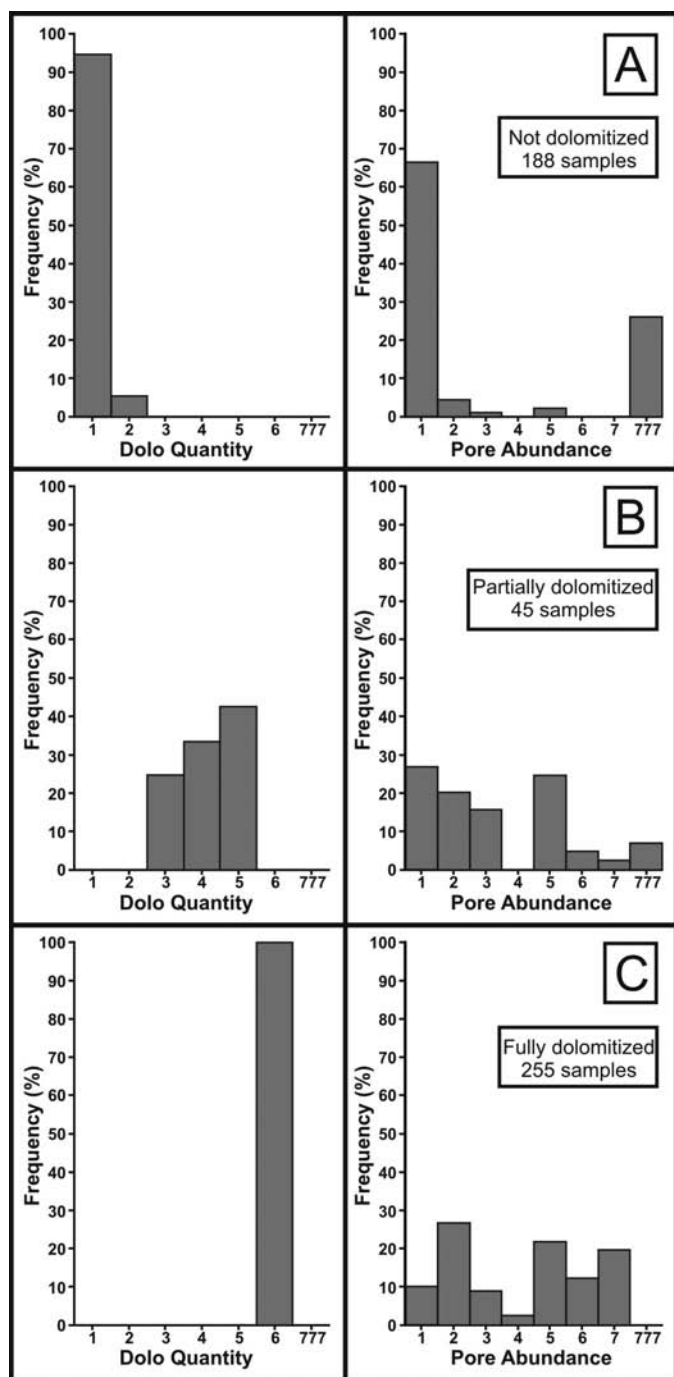 100
90
80
70
60
50
40
30
20
10
0
Frequency (%)
1 2 3 4 5 6 777
Dolo Quantity
100
90
80
70
60
50
40
30
20
10
0
Frequency (%)
1 2 3 4 5 6 777
Pore Abundance
A
Not dolomitized
188 samples
100
90
80
70
60
50
40
30
20
10
0
Frequency (%)
1 2 3 4 5 6 777
Dolo Quantity
100
90
80
70
60
50
40
30
20
10
0
Frequency (%)
1 2 3 4 5 6 7 777
Pore Abundance
B
Partially dolomitized
45 samples
100
90
80
70
60
50
40
30
20
10
0
Frequency (%)
1 2 3 4 5 6 777
Dolo Quantity
100
90
80
70
60
50
40
30
20
10
0
Frequency (%)
1 2 3 4 5 6 7 777
Pore Abundance
C
Fully dolomitized
255 samples